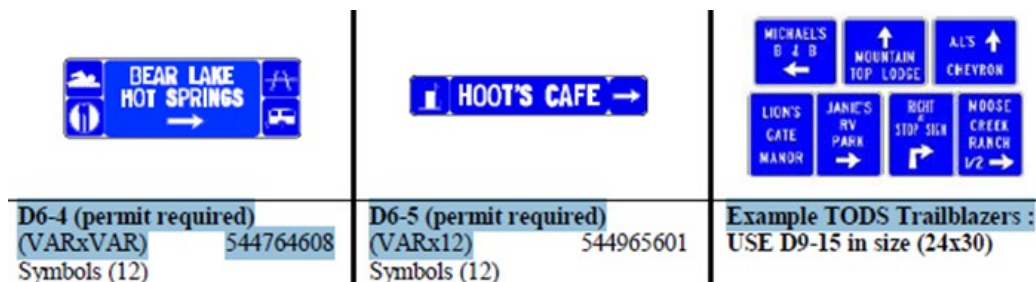 BEAR LAKE
HOT SPRINGS
HOOT'S CAFE
MICHAEL'S
B & B
MOUNTAIN
TOP LODGE
AL'S
CHEVRON
LION'S
GATE
MANOR
JANIE'S
RV
PARK
RIGHT
at
STOP SIGN
MOOSE
CREEK
RANCH
1/2
D6-4 (permit required)
(VARxVAR) 544764608
Symbols (12)
D6-5 (permit required)
(VARx12) 544965601
Symbols (12)
Example TODS Trailblazers :
USE D9-15 in size (24x30)